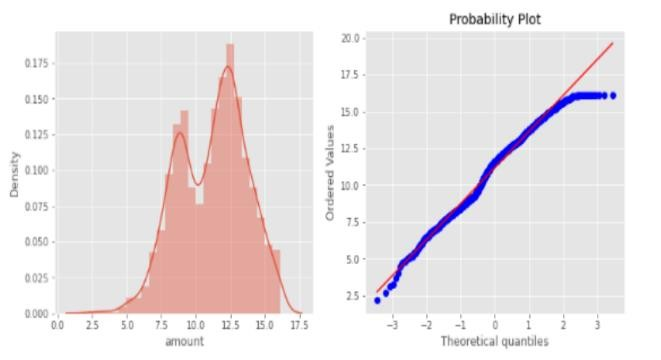 Probability Plot
0.175
0.150
0.125
0.100
0.075
0.050
0.025
0.000
Density
0.0 2.5 5.0 7.5 10.0 12.5 15.0 17.5
amount
20.0
17.5
15.0
12.5
10.0
7.5
5.0
2.5
Ordered Values
−3 −2 −1 0 1 2 3
Theoretical quantiles